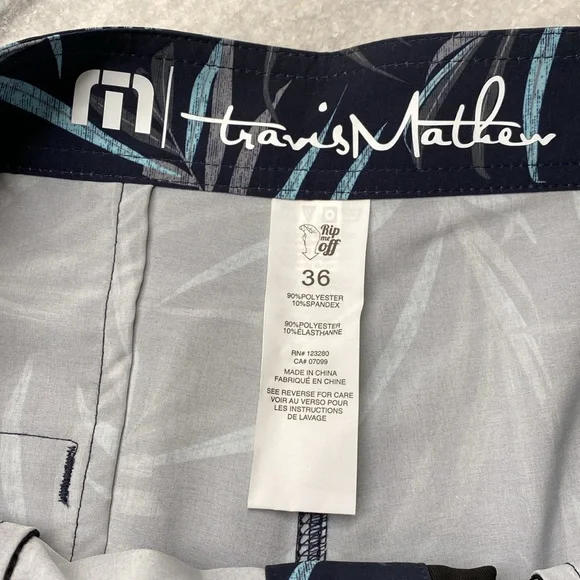 travisMathew
Rip
me
off
36
90%POLYESTER
10%SPANDEX
90%POLYESTER
10%ÉLASTHANNE
RN# 123280
CA# 07099
MADE IN CHINA
FABRIQUÉ EN CHINE
SEE REVERSE FOR CARE
VOIR AU VERSO POUR
LES INSTRUCTIONS
DE LAVAGE